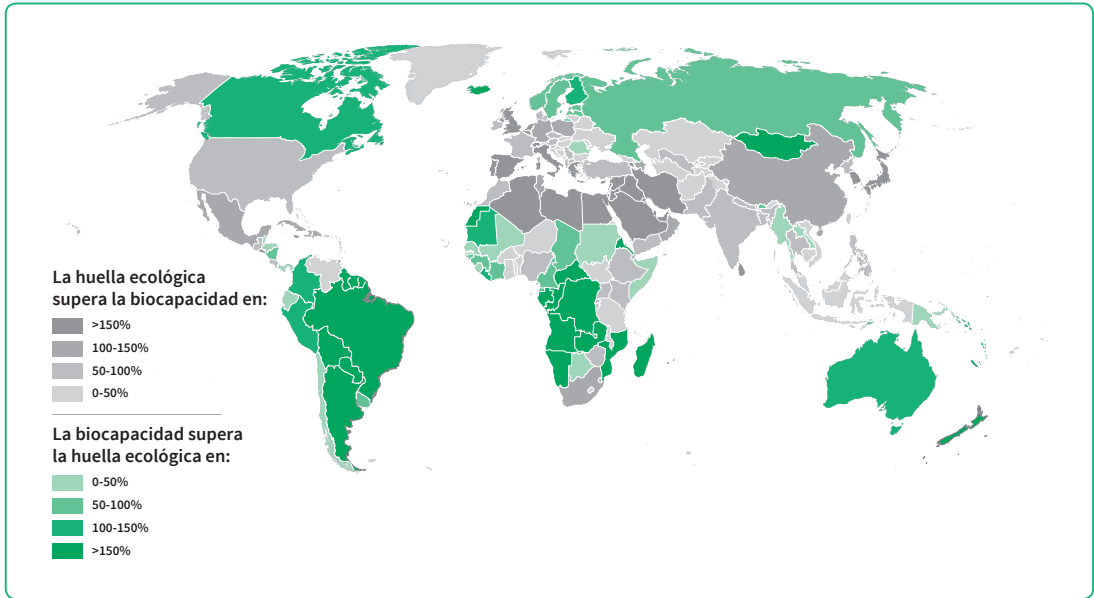 La huella ecológica
supera la biocapacidad en:
>150%
100-150%
50-100%
0-50%
La biocapacidad supera
la huella ecológica en:
0-50%
50-100%
100-150%
>150%